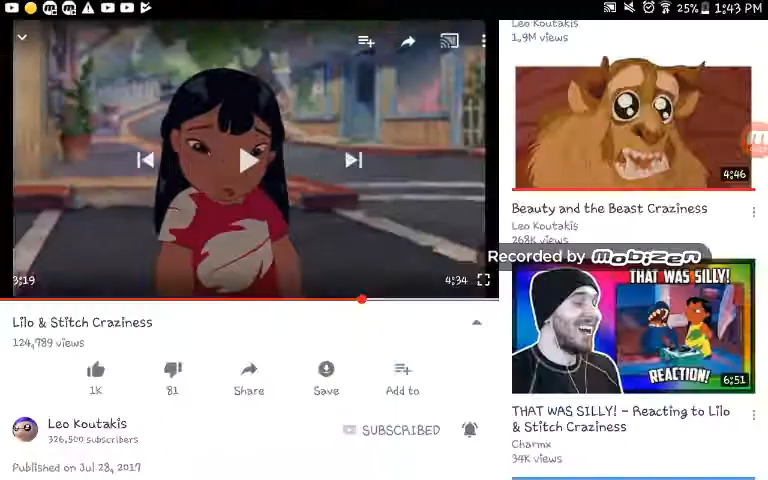 25% 1:43 PM
3:19
4:34
Lilo & Stitch Craziness
124,789 views
1K
81
Share
Save
Add to
Leo Koutakis
326,500 subscribers
SUBSCRIBED
Published on Jul 28, 2017
Leo Koutakis
1.9M views
4:46
Beauty and the Beast Craziness
Leo Koutakis
268K views
Recorded by Mobizen
THAT WAS SILLY!
REACTION!
6:51
THAT WAS SILLY! – Reacting to Lilo
& Stitch Craziness
Charmx
34K views